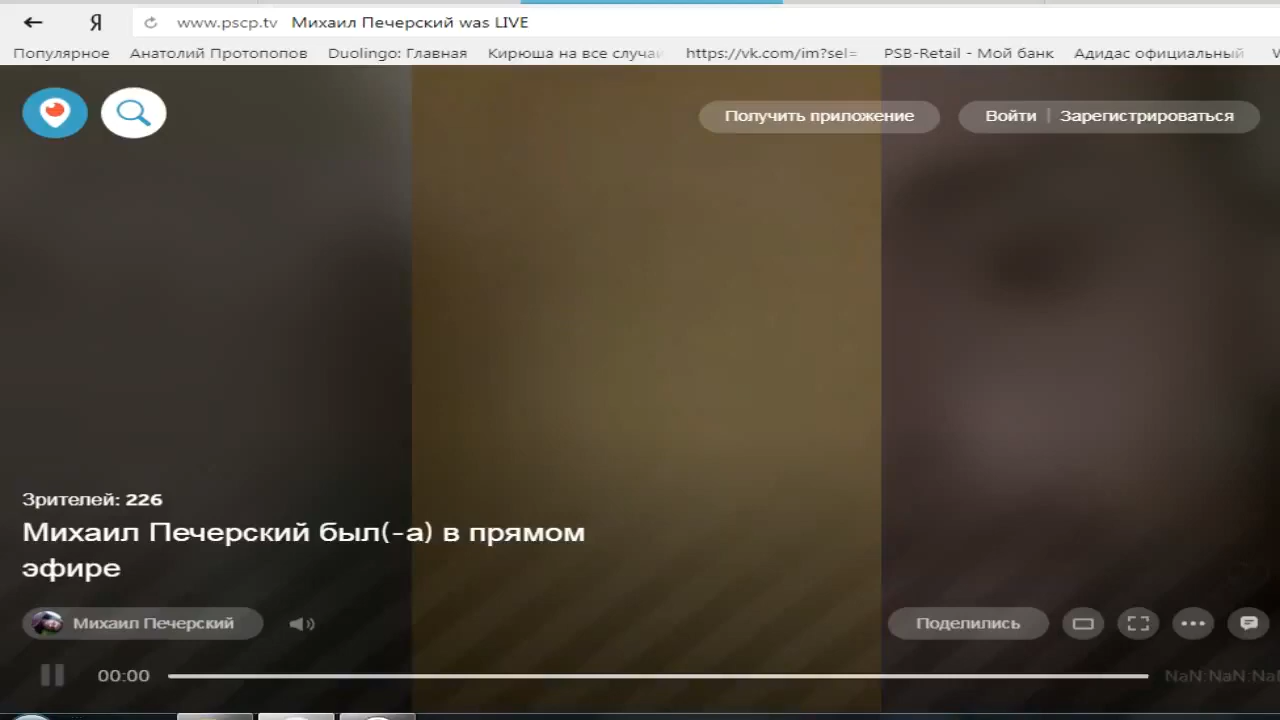 Я www.pscp.tv Михаил Печерский was LIVE
Популярное Анатолий Протопопов Duolingo: Главная Кирюша на все случаи https://vk.com/im?sel= PSB-Retail - Мой банк Адидас официальный
Получить приложение Войти | Зарегистрироваться
Зрителей: 226
Михаил Печерский был(-а) в прямом
эфире
Михаил Печерский Поделились
00:00 NaN:NaN:NaN